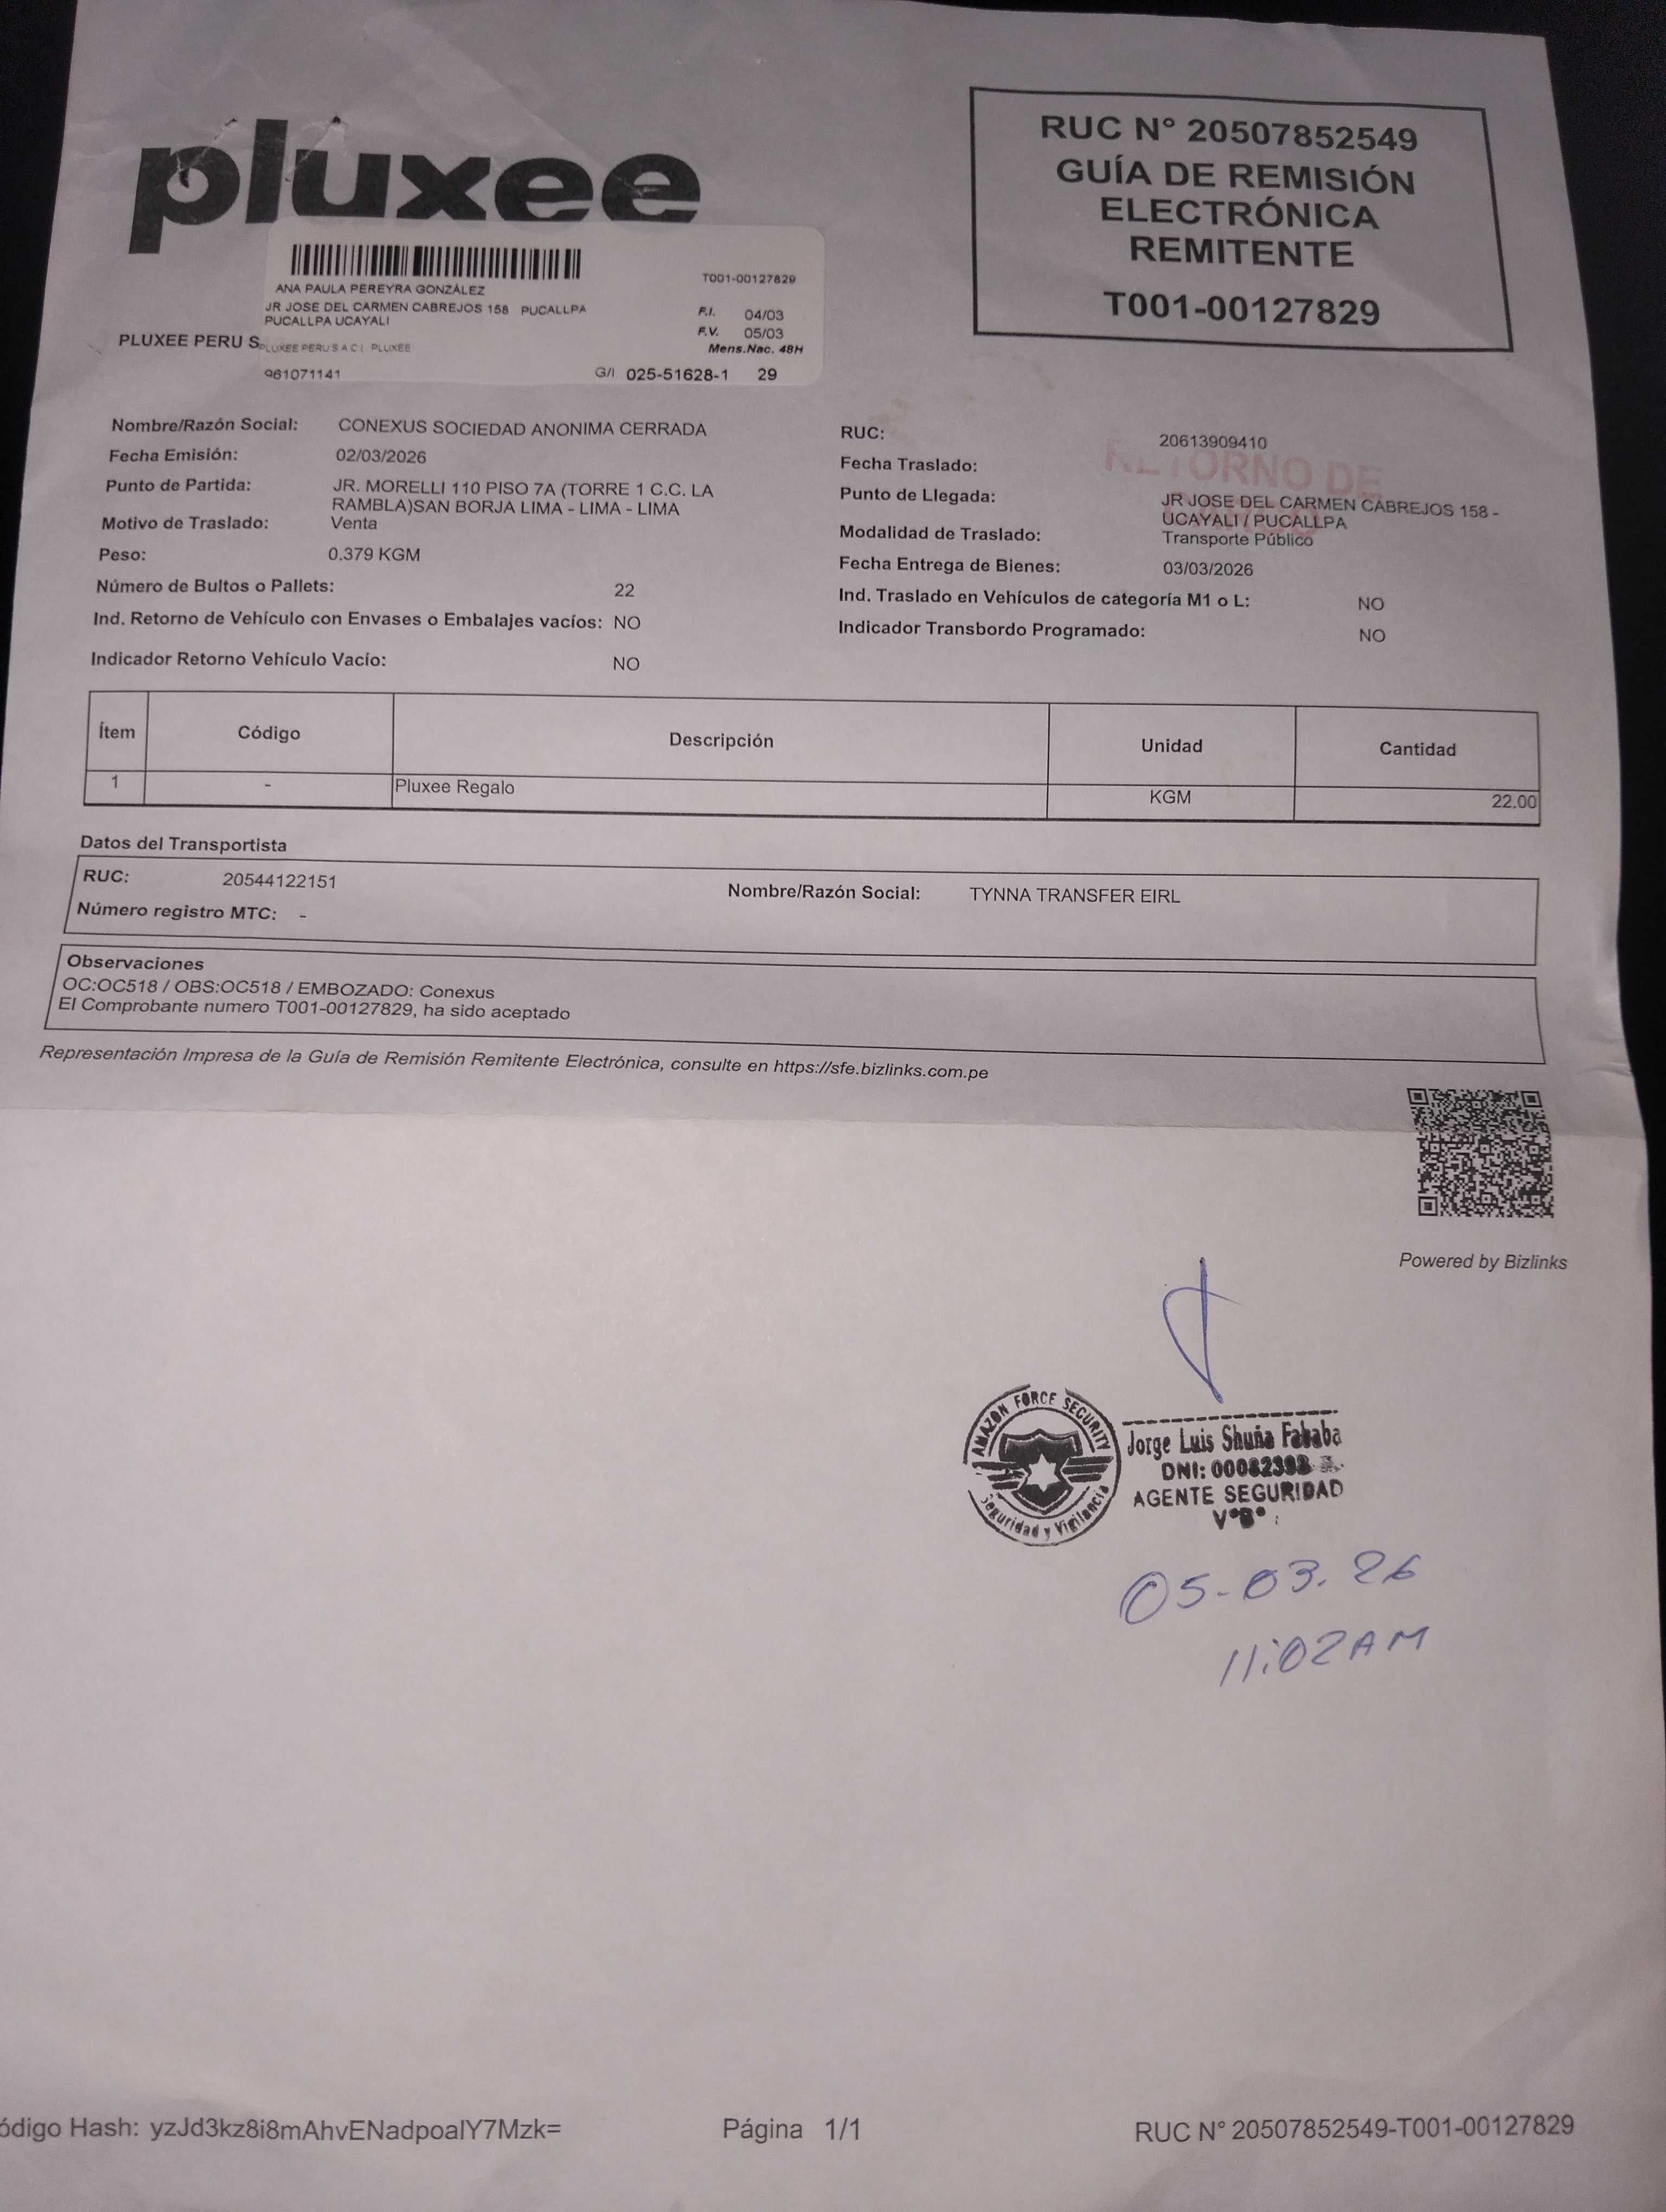 pluxee
RUC N° 20507852549
GUÍA DE REMISIÓN
ELECTRÓNICA
REMITENTE
T001-00127829
ANA PAULA PEREYRA GONZÁLEZ
T001-00127829
JR JOSE DEL CARMEN CABREJOS 158 PUCALLPA
PUCALLPA UCAYALI
F.I. 04/03
F.V. 05/03
Mens.Nac. 48H
PLUXEE PERU S
PLUXEE PERU S A C I PLUXEE
961071141
G/I 025-51628-1 29
Nombre/Razón Social: CONEXUS SOCIEDAD ANONIMA CERRADA
Fecha Emisión: 02/03/2026
Punto de Partida: JR. MORELLI 110 PISO 7A (TORRE 1 C.C. LA
RAMBLA)SAN BORJA LIMA - LIMA - LIMA
Motivo de Traslado: Venta
Peso: 0.379 KGM
Número de Bultos o Pallets: 22
Ind. Retorno de Vehículo con Envases o Embalajes vacíos: NO
Indicador Retorno Vehículo Vacío: NO
RUC: 20613909410
RETORNO DE
Fecha Traslado:
Punto de Llegada: JR JOSE DEL CARMEN CABREJOS 158 -
UCAYALI / PUCALLPA
Modalidad de Traslado: Transporte Público
Fecha Entrega de Bienes: 03/03/2026
Ind. Traslado en Vehículos de categoría M1 o L: NO
Indicador Transbordo Programado: NO
Ítem Código Descripción Unidad Cantidad
1 - Pluxee Regalo KGM 22.00
Datos del Transportista
RUC: 20544122151 Nombre/Razón Social: TYNNA TRANSFER EIRL
Número registro MTC: -
Observaciones
OC:OC518 / OBS:OC518 / EMBOZADO: Conexus
El Comprobante numero T001-00127829, ha sido aceptado
Representación Impresa de la Guía de Remisión Remitente Electrónica, consulte en https://sfe.bizlinks.com.pe
Powered by Bizlinks
AMAZON FORCE SECURITY
Seguridad y Vigilancia
Jorge Luis Shuña Fababa
DNI:
AGENTE SEGURIDAD
V°B°
05-03.26
11:02AM
ódigo Hash: yzJd3kz8i8mAhvENadpoalY7Mzk= Página 1/1 RUC N° 20507852549-T001-00127829